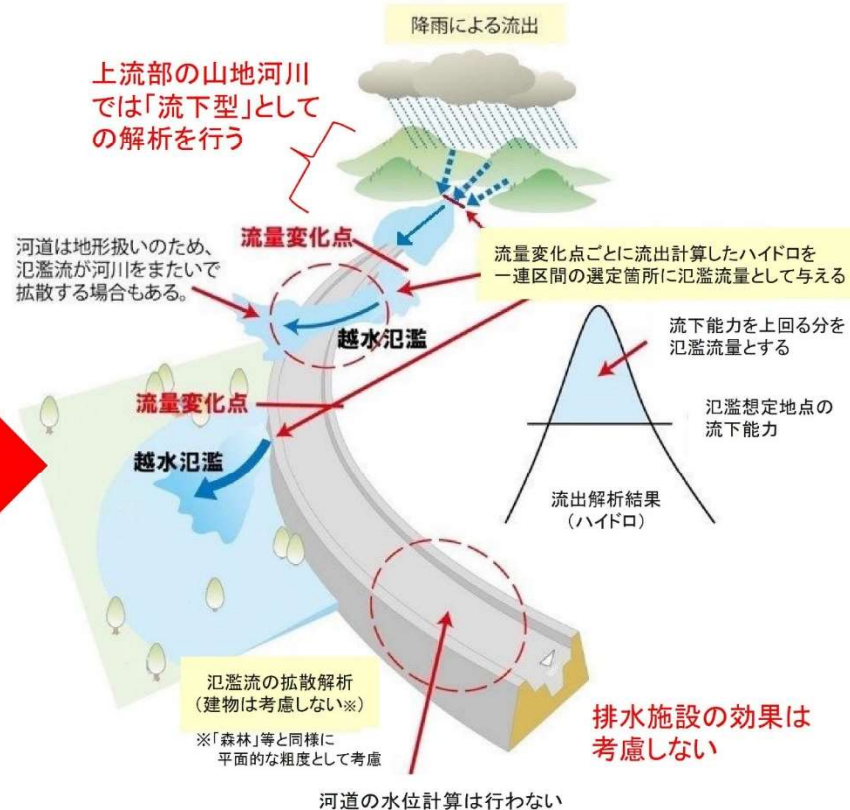 降雨による流出
上流部の山地河川
では「流下型」として
の解析を行う
河道は地形扱いのため、
氾濫流が河川をまたいで
拡散する場合もある。
流量変化点
流量変化点ごとに流出計算したハイドロを
一連区間の選定箇所に氾濫流量として与える
越水氾濫
流下能力を上回る分を
氾濫流量とする
流量変化点
氾濫想定地点の
流下能力
越水氾濫
流出解析結果
（ハイドロ）
氾濫流の拡散解析
（建物は考慮しない※）
※「森林」等と同様に
平面的な粗度として考慮
排水施設の効果は
考慮しない
河道の水位計算は行わない